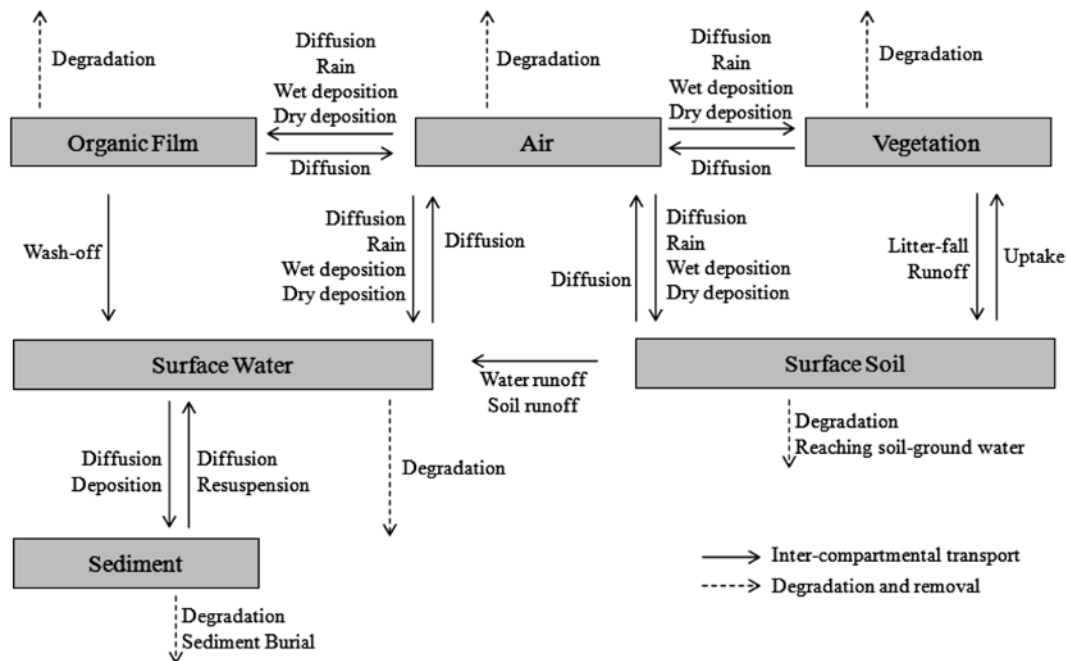 Degradation
Diffusion
Rain
Wet deposition
Dry deposition
Degradation
Diffusion
Rain
Wet deposition
Dry deposition
Degradation
Organic Film
Air
Vegetation
Diffusion
Diffusion
Wash-off
Diffusion
Rain
Wet deposition
Dry deposition
Diffusion
Diffusion
Diffusion
Rain
Wet deposition
Dry deposition
Litter-fall
Runoff
Uptake
Surface Water
Water runoff
Soil runoff
Surface Soil
Diffusion
Deposition
Diffusion
Resuspension
Degradation
Degradation
Reaching soil-ground water
Sediment
Degradation
Sediment Burial
Inter-compartmental transport
Degradation and removal